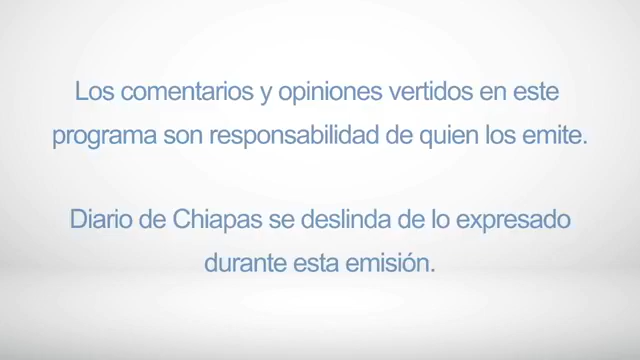 Los comentarios y opiniones vertidos en este
programa son responsabilidad de quien los emite.
Diario de Chiapas se deslinda de lo expresado
durante esta emisión.